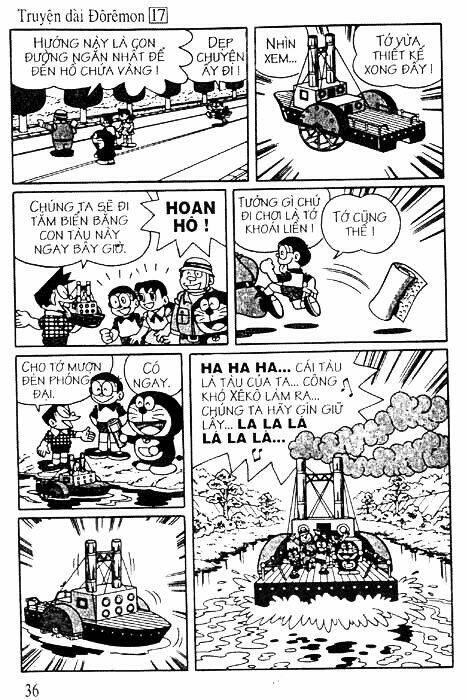 Truyện dài Đôrêmon 17
HƯỚNG NÀY LÀ CON
ĐƯỜNG NGẮN NHẤT ĐỂ
ĐẾN HỒ CHỨA VÀNG !
DẸP
CHUYỆN
ẤY ĐI !
NHÌN
XEM...
TỚ VỪA
THIẾT KẾ
XONG ĐẤY !
CHÚNG TA SẼ ĐI
TẮM BIỂN BẰNG
CON TÀU NÀY
NGAY BÂY GIỜ.
HOAN
HÔ !
TƯỞNG GÌ CHỨ
ĐI CHƠI LÀ TỚ
KHOÁI LIỀN !
TỚ CŨNG
THẾ !
CHO TỚ MƯỢN
ĐÈN PHÓNG
ĐẠI.
CÓ
NGAY.
HA HA HA... CÁI TÀU
LÀ TÀU CỦA TA... CÔNG
KHÓ XÊKÔ LÀM RA...
CHÚNG TA HÃY GÌN GIỮ
LẤY... LA LA LÀ
LÀ LA LÀ...
36